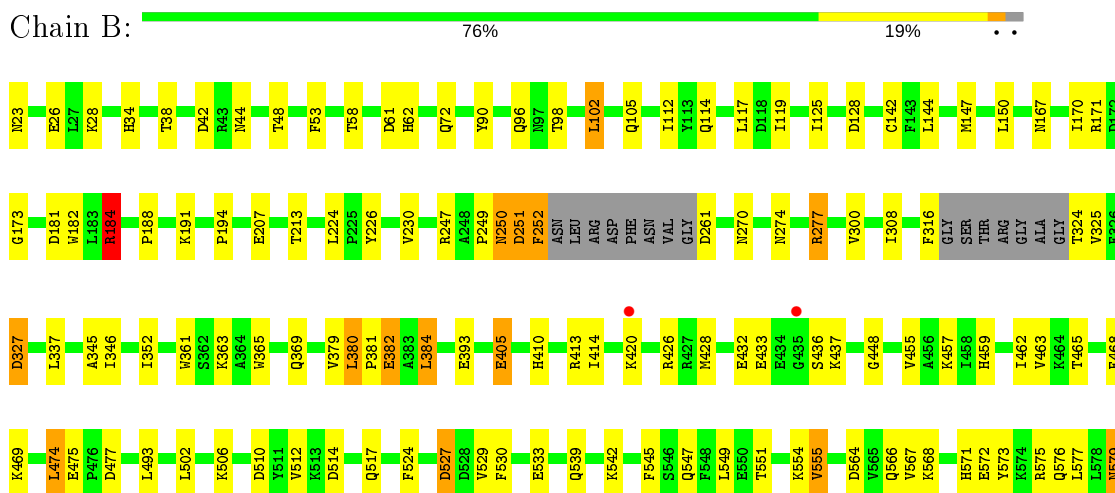 Chain B:
76% 19% • •
N23 E26 L27 K28 H34 T38 D42 R43 N44 T48 F53 T58 D61 H62 Q72 Y90 Q96 N97 T98 L102 Q105 I112 Y113 Q114 L117 D118 I119 I125 D128 C142 F143 L144 M147 L150 N167 I170 R171 D172
G173 D181 W182 L183 R184 P188 K191 P194 E207 T213 L224 P225 Y226 V230 R247 A248 P249 N250 D251 F252 ASN LEU ARG ASP PHE ASN VAL GLY D261 N270 N274 R277 V300 I308 F316 GLY SER THR ARG GLY ALA GLY T324 V325 E326
D327 L337 A345 I346 I352 W361 S362 K363 A364 W365 Q369 V379 L380 P381 E382 A383 L384 E393 E405 H410 R413 I414 K420 R426 R427 M428 E432 E433 E434 G435 S436 K437 G448 V455 A456 K457 I458 H459 I462 V463 K464 T465
K469 L474 E475 P476 D477 L493 L502 K506 D510 Y511 V512 K513 D514 Q517 F524 D527 D528 V529 F530 E533 Q539 K542 F545 S546 Q547 F548 L549 E550 T551 K554 V555 D564 V565 Q566 V567 K568 H571 E572 Y573 K574 R575 Q576 L577 L578